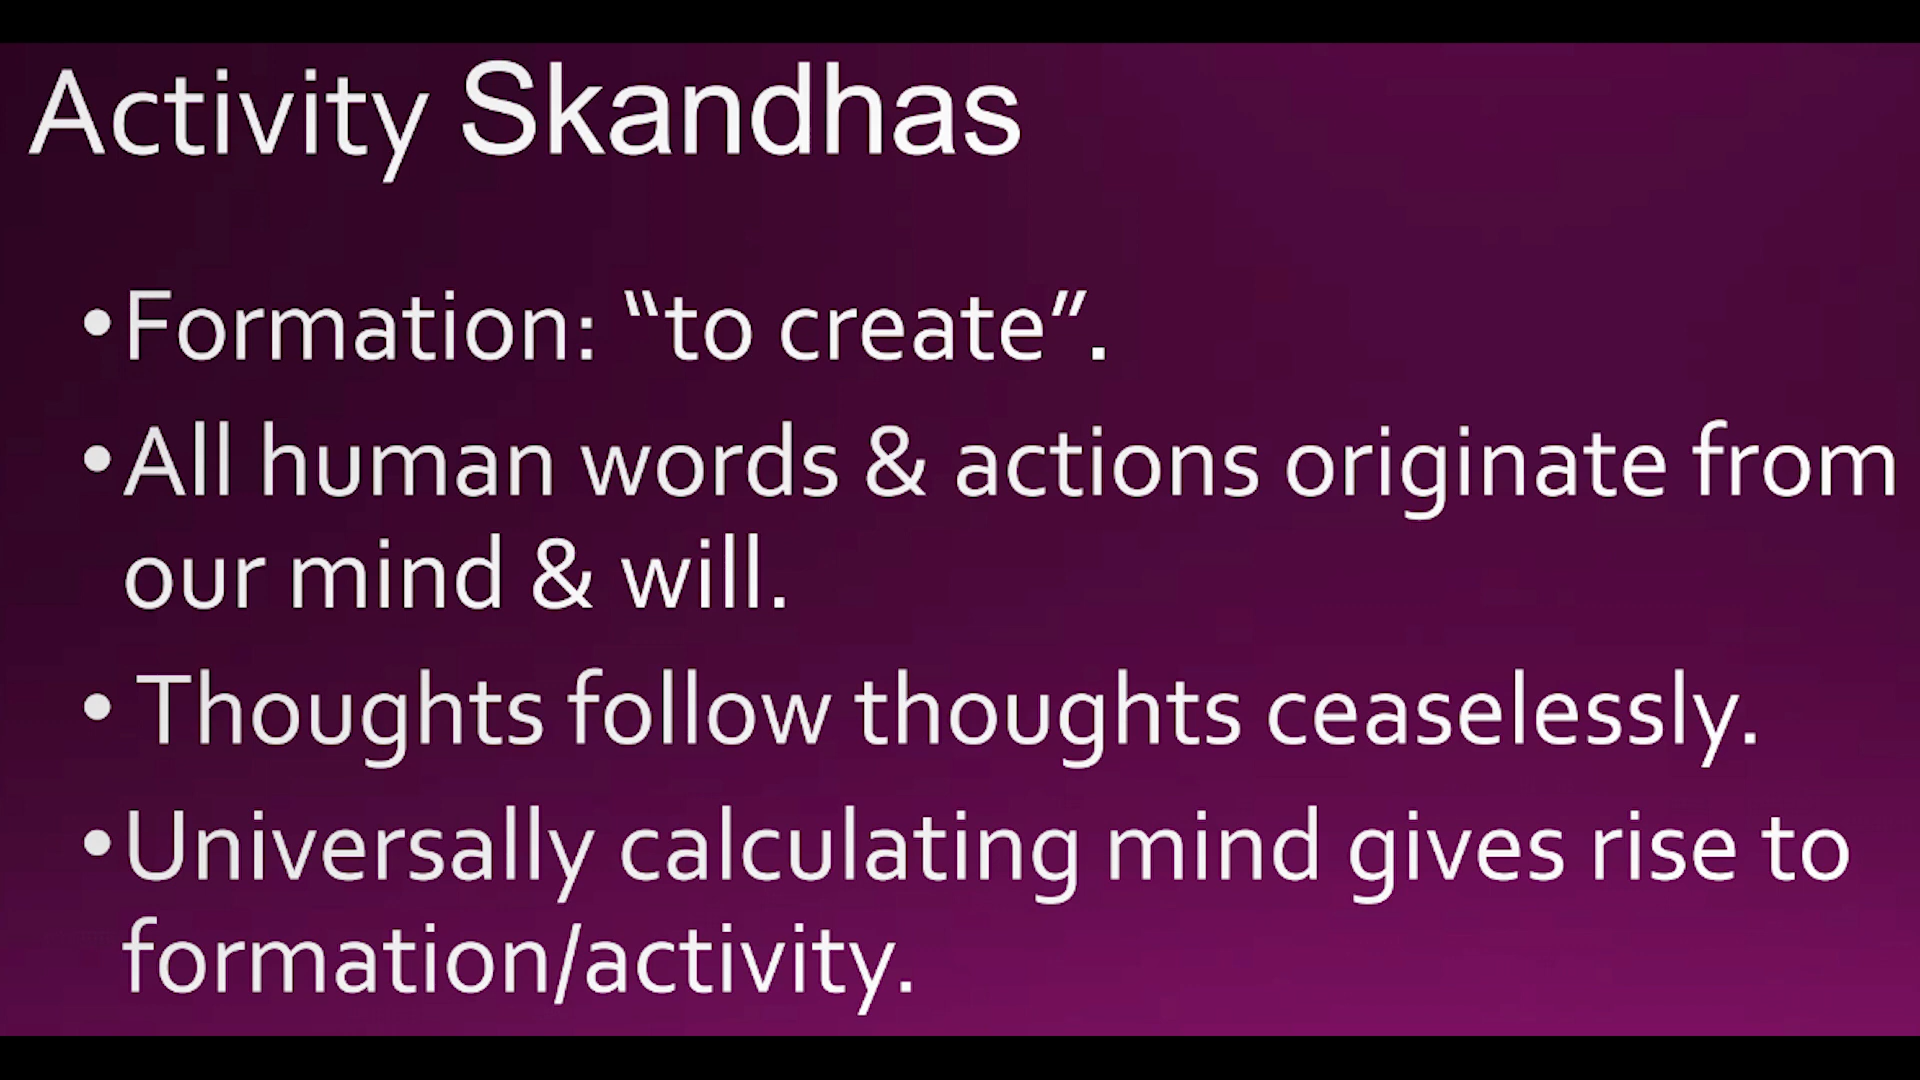 Activity Skandhas
•Formation: “to create”.
•All human words & actions originate from
our mind & will.
• Thoughts follow thoughts ceaselessly.
•Universally calculating mind gives rise to
formation/activity.